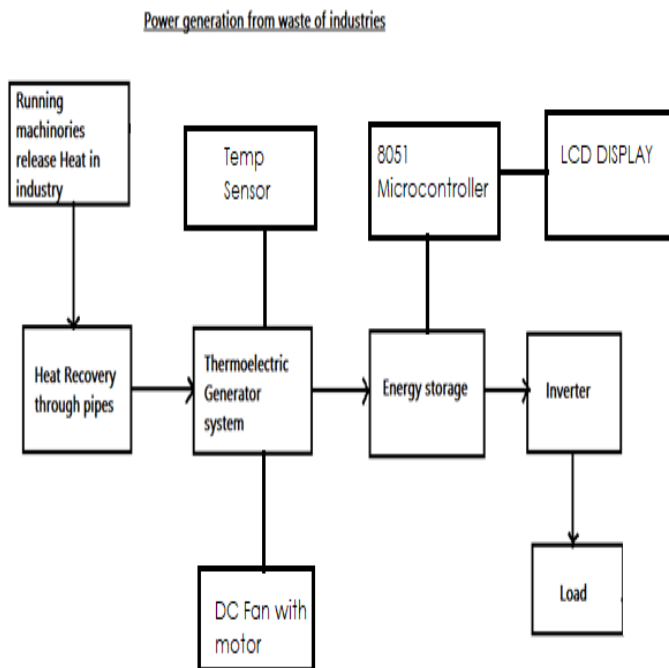 Power generation from waste of industries
Running
machinories
release Heat in
industry
Temp
Sensor
8051
Microcontroller
LCD DISPLAY
Heat Recovery
through pipes
Thermoelectric
Generator
system
Energy storage
Inverter
DC Fan with
motor
Load